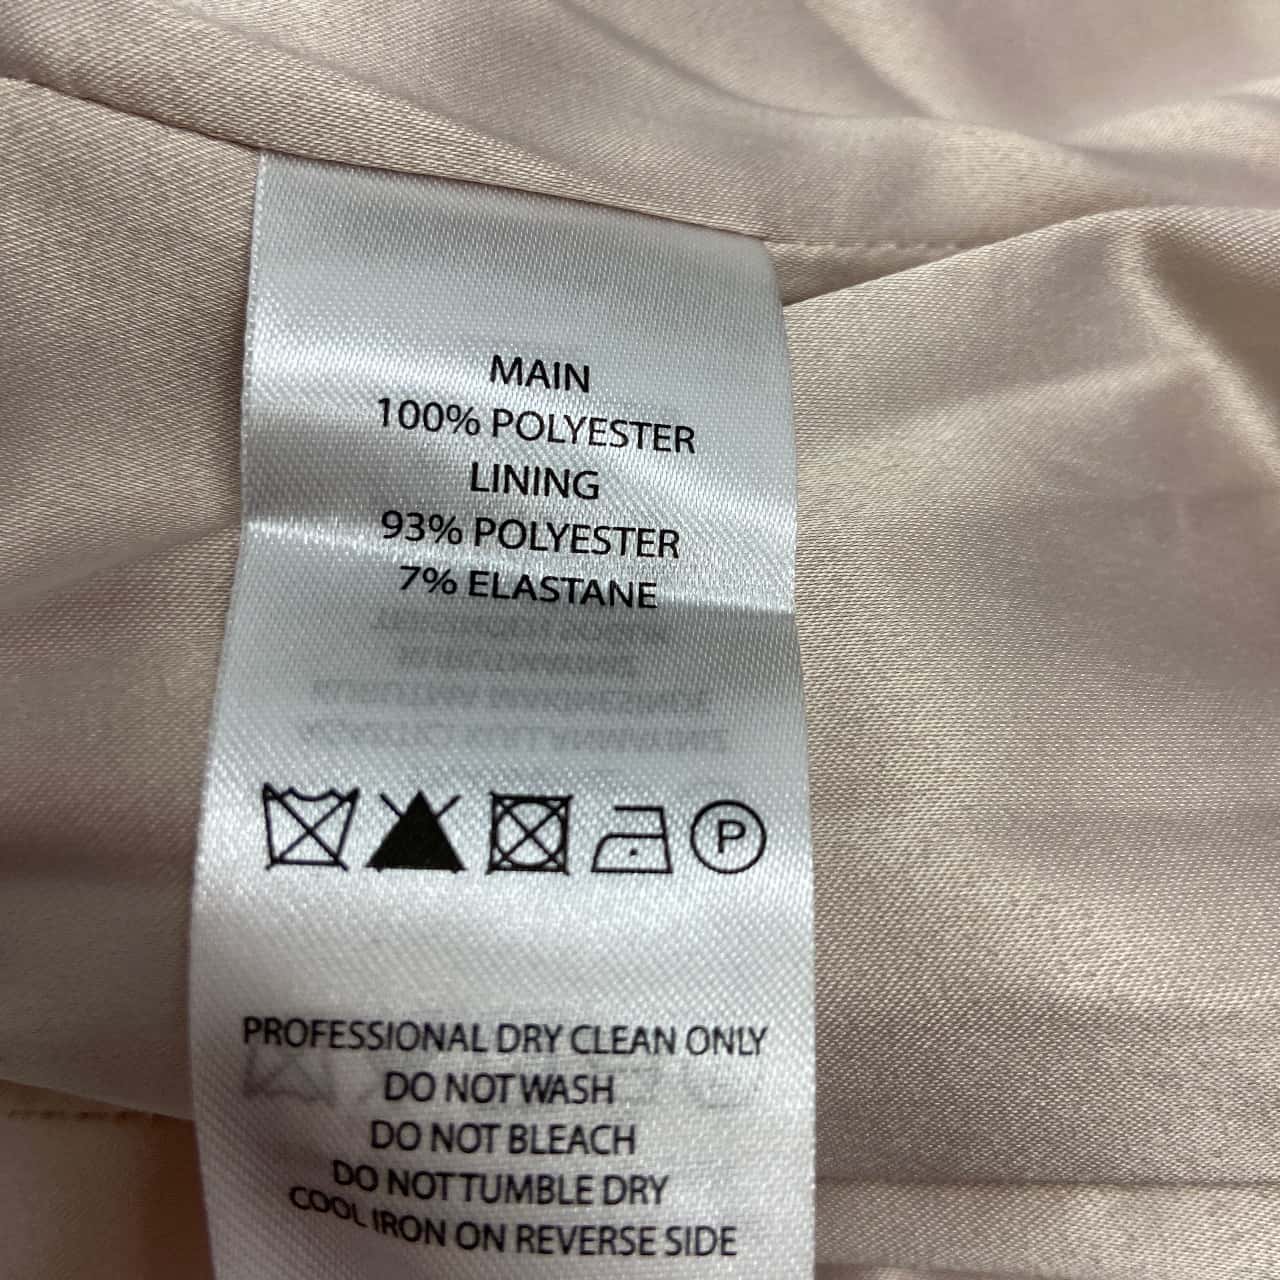 MAIN
100% POLYESTER
LINING
93% POLYESTER
7% ELASTANE
P
PROFESSIONAL DRY CLEAN ONLY
DO NOT WASH
DO NOT BLEACH
DO NOT TUMBLE DRY
COOL IRON ON REVERSE SIDE